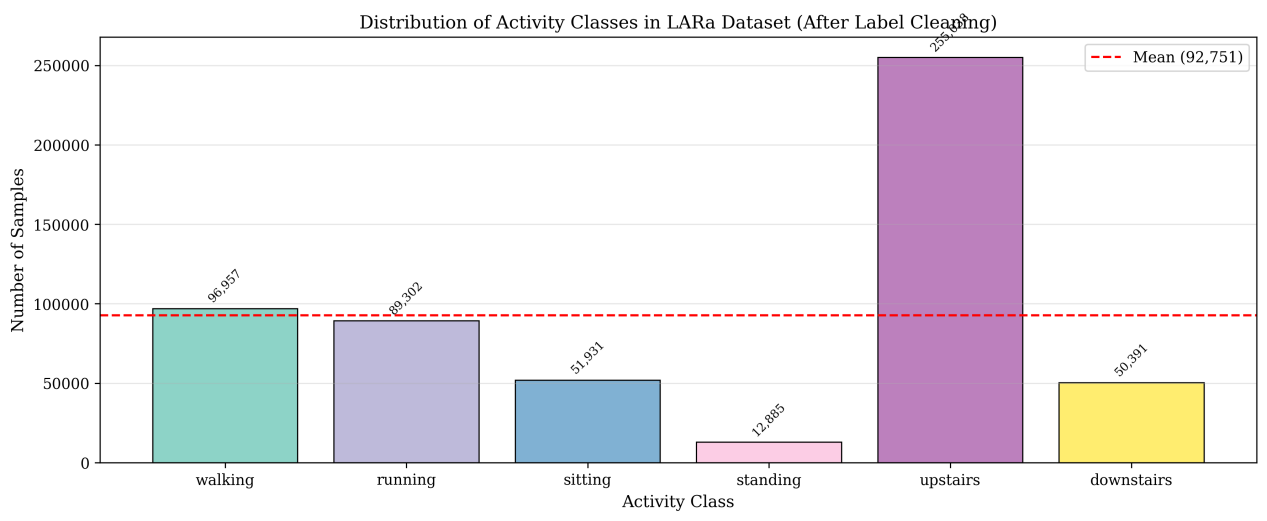 Distribution of Activity Classes in LARa Dataset (After Label Cleaning)
255,038
Mean (92,751)
Number of Samples
250000
200000
150000
100000
50000
0
96,957
89,302
51,931
12,885
50,391
walking
running
sitting
standing
upstairs
downstairs
Activity Class